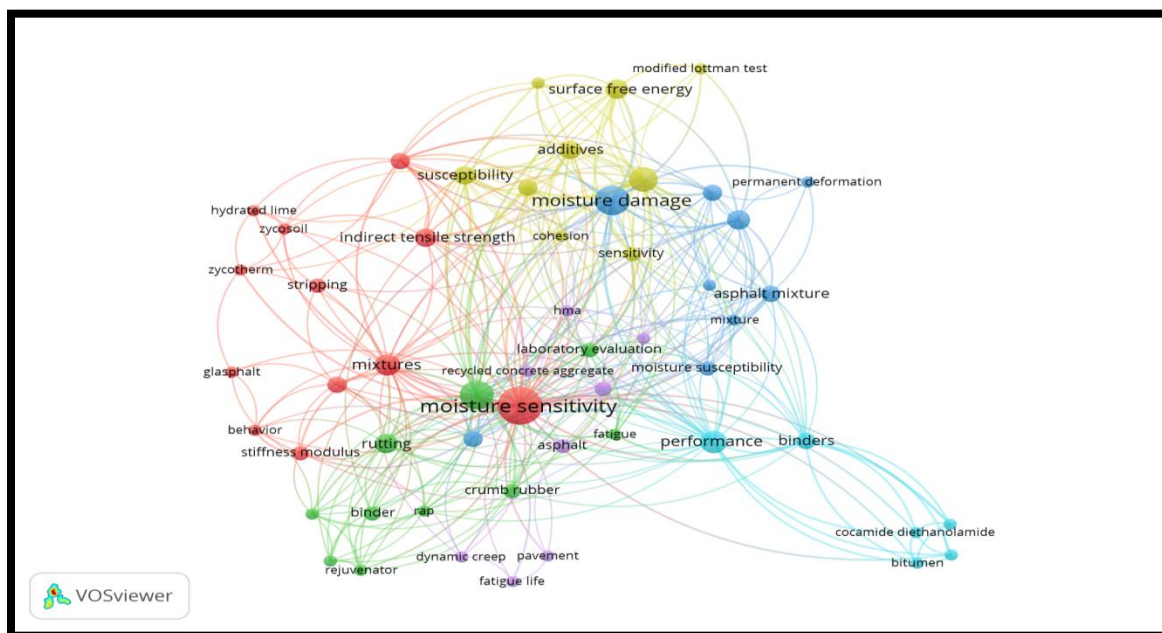 modified lottman test
surface free energy
additives
susceptibility
permanent deformation
moisture damage
hydrated lime
zycosoil
indirect tensile strength
cohesion
sensitivity
zycotherm
stripping
asphalt mixture
hma
mixture
laboratory evaluation
mixtures
glasphalt
recycled concrete aggregate
moisture susceptibility
moisture sensitivity
behavior
fatigue
rutting
asphalt
performance
binders
stiffness modulus
crumb rubber
binder
rap
cocamide diethanolamide
dynamic creep
pavement
bitumen
rejuvenator
fatigue life
VOSviewer